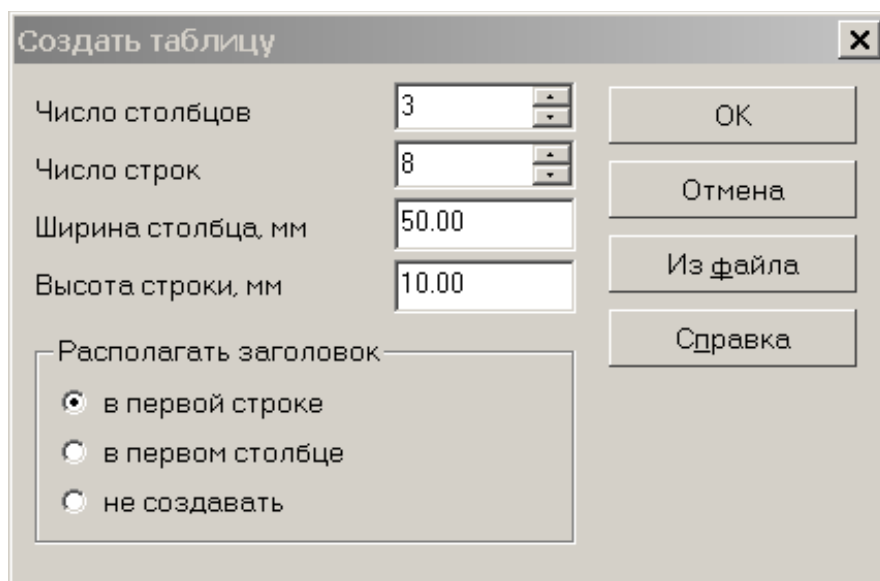 Создать таблицу
Число столбцов 3
Число строк 8
Ширина столбца, мм 50.00
Высота строки, мм 10.00
Располагать заголовок
в первой строке
в первом столбце
не создавать
OK
Отмена
Из файла
Справка